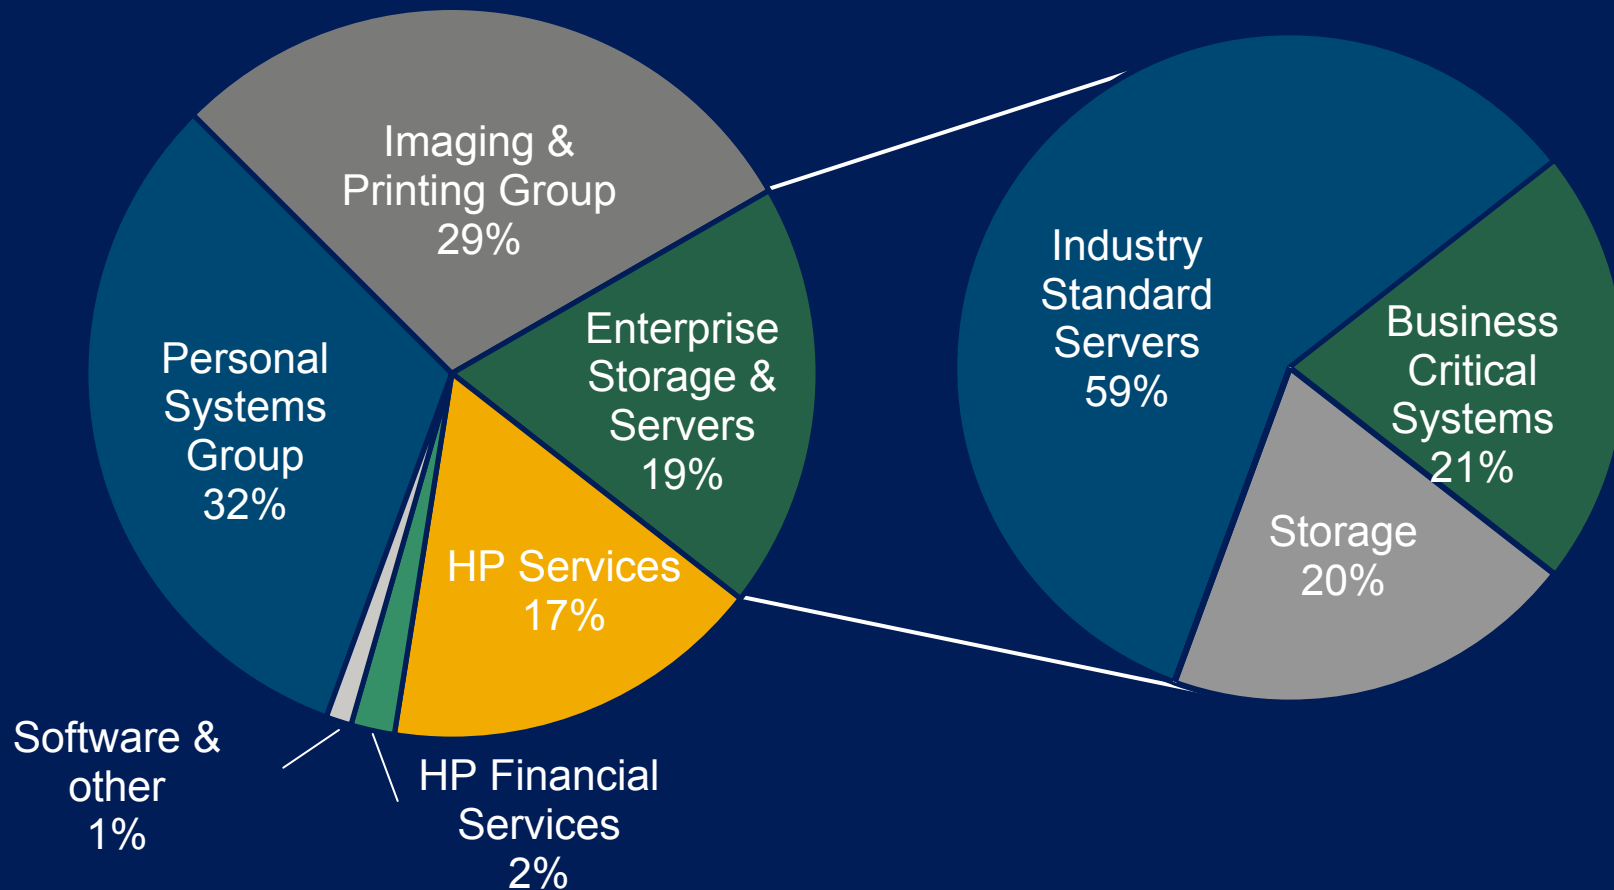 Imaging &
Printing Group
29%
Personal
Systems
Group
32%
Enterprise
Storage &
Servers
19%
HP Services
17%
Software &
other
1%
HP Financial
Services
2%
Industry
Standard
Servers
59%
Business
Critical
Systems
21%
Storage
20%